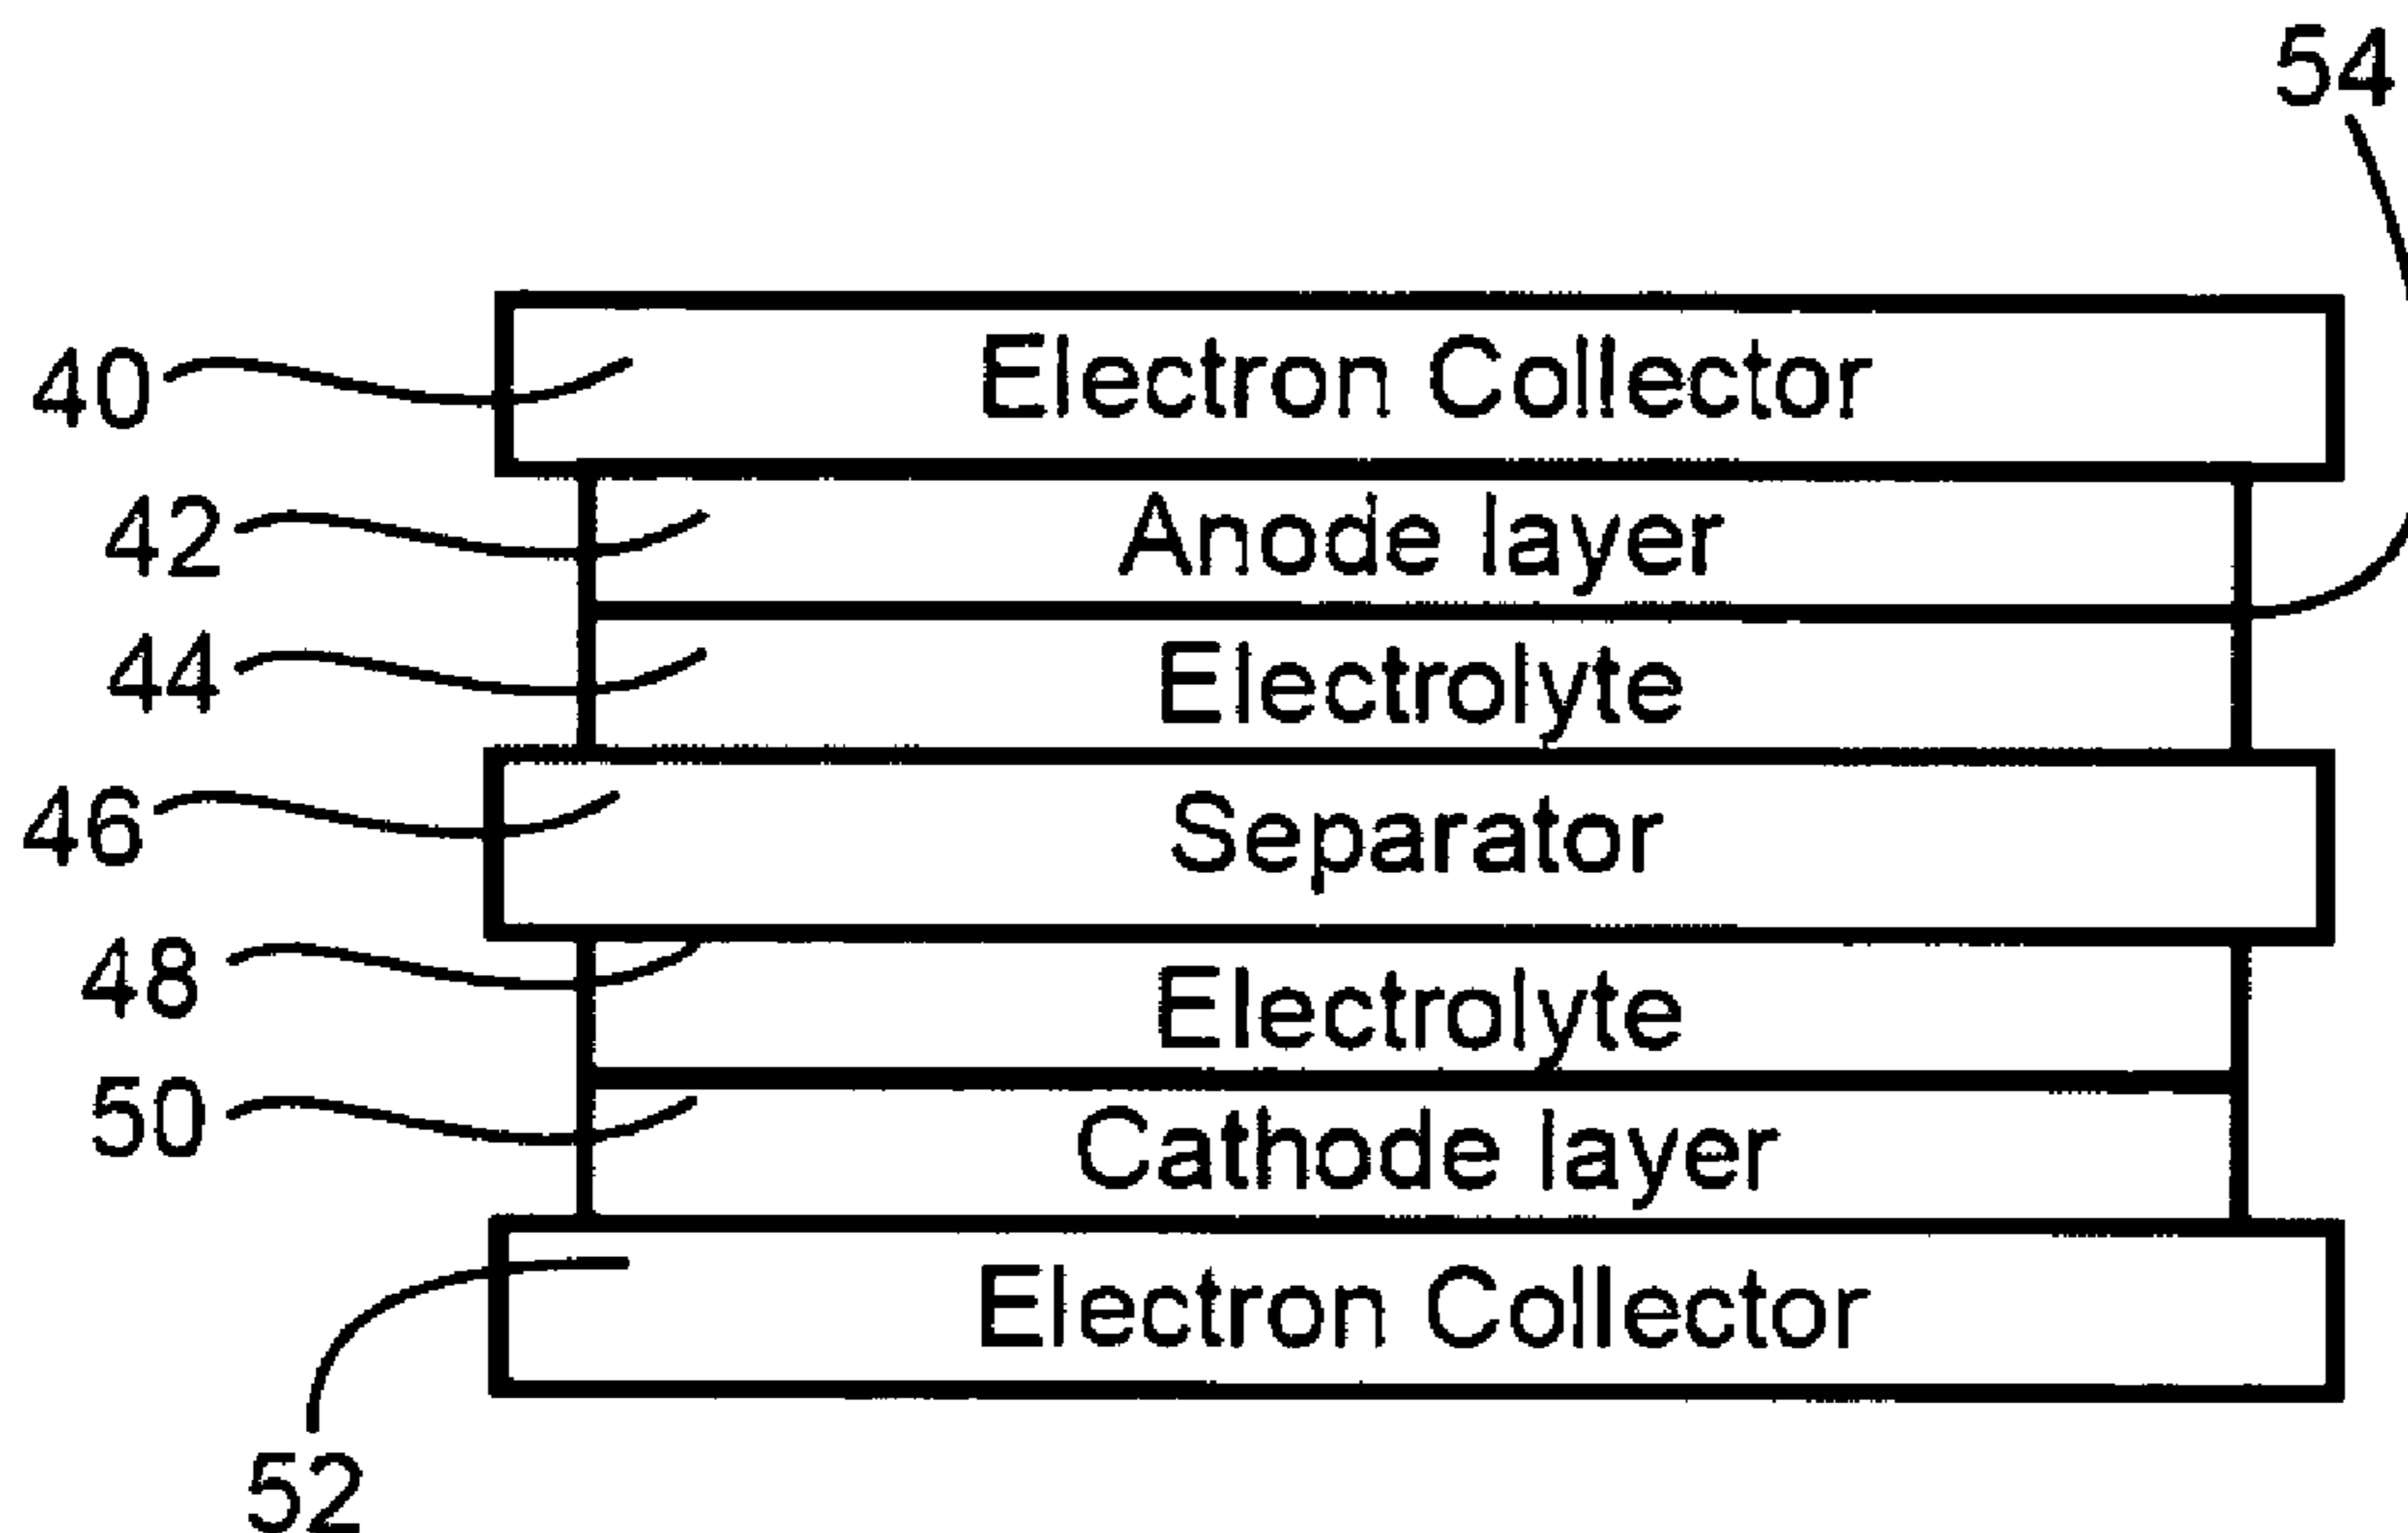 54
40 Electron Collector
42 Anode layer
44 Electrolyte
46 Separator
48 Electrolyte
50 Cathode layer
Electron Collector
52